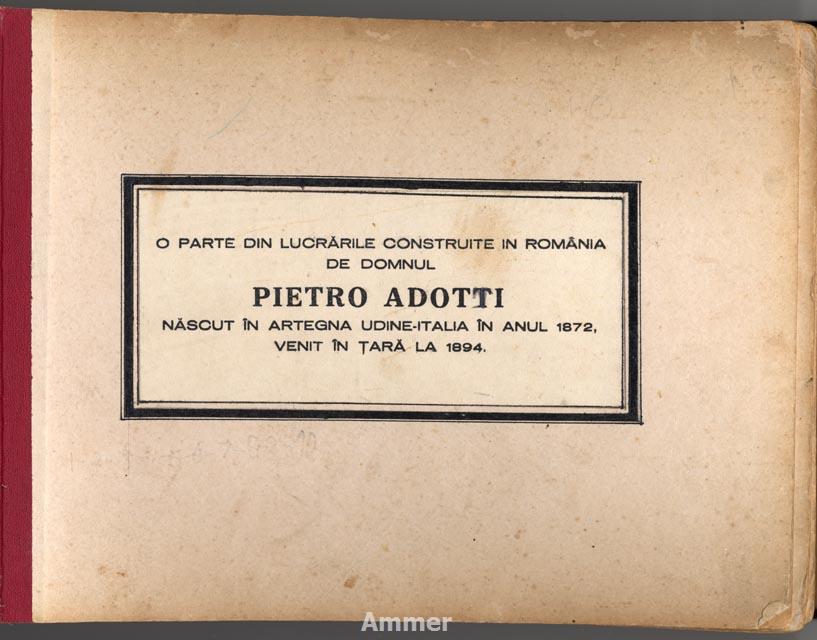 O PARTE DIN LUCRĂRILE CONSTRUITE IN ROMÂNIA
DE DOMNUL
PIETRO ADOTTI
NĂSCUT ÎN ARTEGNA UDINE-ITALIA ÎN ANUL 1872,
VENIT ÎN ȚARĂ LA 1894.
Ammer